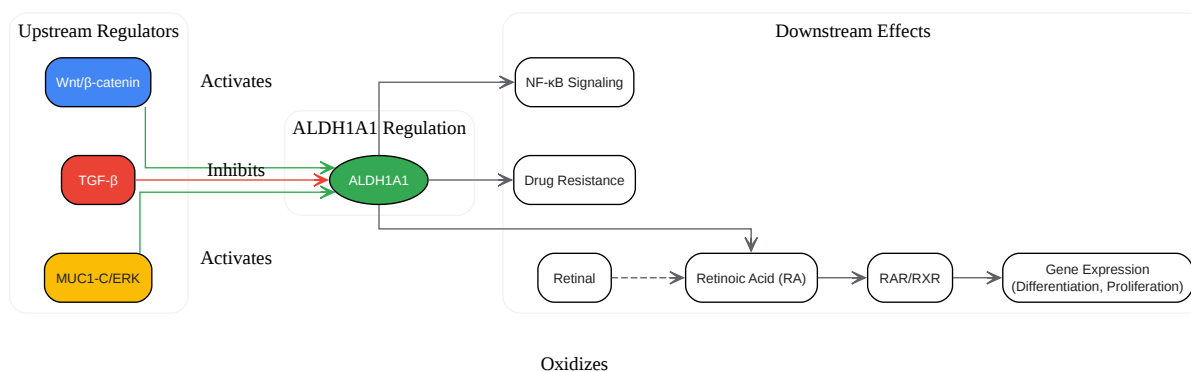 Upstream Regulators
Downstream Effects
Wnt/β-catenin
Activates
NF-κB Signaling
ALDH1A1 Regulation
TGF-β
Inhibits
ALDH1A1
Drug Resistance
MUC1-C/ERK
Activates
Retinal
Retinoic Acid (RA)
RAR/RXR
Gene Expression
(Differentiation, Proliferation)
Oxidizes